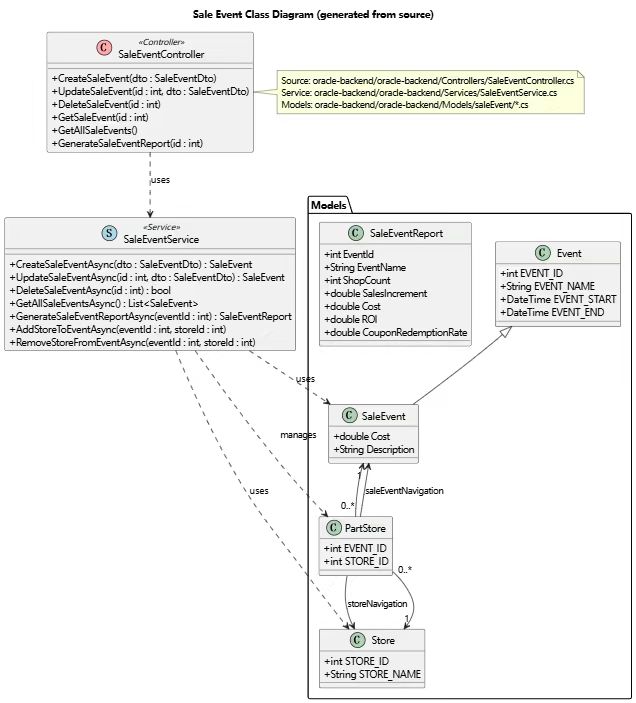 Sale Event Class Diagram (generated from source)
C
«Controller»
SaleEventController
+CreateSaleEvent(dto : SaleEventDto)
+UpdateSaleEvent(id : int, dto : SaleEventDto)
+DeleteSaleEvent(id : int)
+GetSaleEvent(id : int)
+GetAllSaleEvents()
+GenerateSaleEventReport(id : int)
Source: oracle-backend/oracle-backend/Controllers/SaleEventController.cs
Service: oracle-backend/oracle-backend/Services/SaleEventService.cs
Models: oracle-backend/oracle-backend/Models/saleEvent/*.cs
uses
S
«Service»
SaleEventService
+CreateSaleEventAsync(dto : SaleEventDto) : SaleEvent
+UpdateSaleEventAsync(id : int, dto : SaleEventDto) : SaleEvent
+DeleteSaleEventAsync(id : int) : bool
+GetAllSaleEventsAsync() : List<SaleEvent>
+GenerateSaleEventReportAsync(eventId : int) : SaleEventReport
+AddStoreToEventAsync(eventId : int, storeId : int)
+RemoveStoreFromEventAsync(eventId : int, storeId : int)
Models
C SaleEventReport
+int EventId
+String EventName
+int ShopCount
+double SalesIncrement
+double Cost
+double ROI
+double CouponRedemptionRate
C Event
+int EVENT_ID
+String EVENT_NAME
+DateTime EVENT_START
+DateTime EVENT_END
uses
C SaleEvent
+double Cost
+String Description
manages
1
saleEventNavigation
uses
0..*
C PartStore
+int EVENT_ID
+int STORE_ID
0..*
storeNavigation
1
C Store
+int STORE_ID
+String STORE_NAME